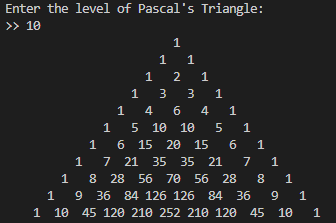 Enter the level of Pascal's Triangle:
>> 10
1
1 1
1 2 1
1 3 3 1
1 4 6 4 1
1 5 10 10 5 1
1 6 15 20 15 6 1
1 7 21 35 35 21 7 1
1 8 28 56 70 56 28 8 1
1 9 36 84 126 126 84 36 9 1
1 10 45 120 210 252 210 120 45 10 1